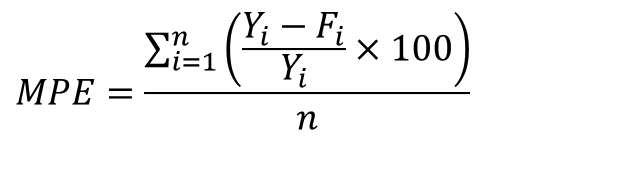 MPE = \frac{\sum_{i=1}^{n} \left( \frac{Y_i - F_i}{Y_i} \times 100 \right)}{n}